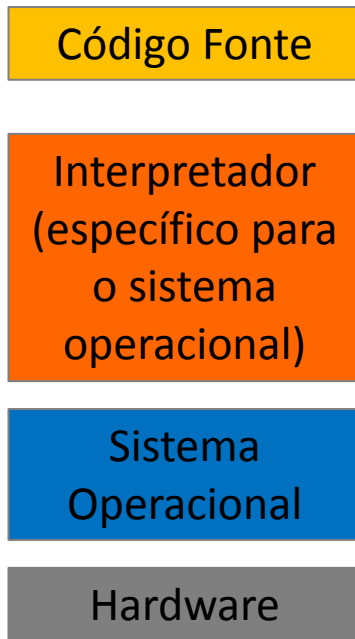 Código Fonte
Interpretador
(específico para
o sistema
operacional)
Sistema
Operacional
Hardware